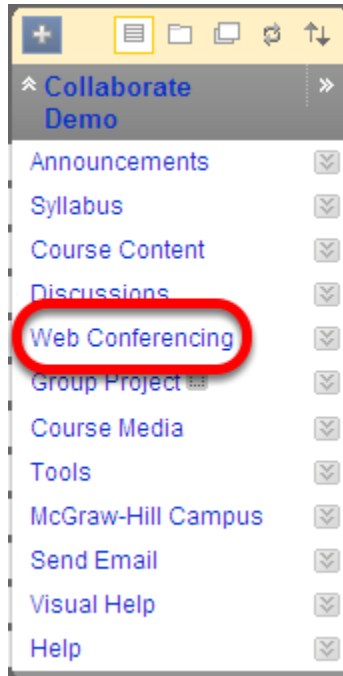 Collaborate
Demo
Announcements
Syllabus
Course Content
Discussions
Web Conferencing
Group Project
Course Media
Tools
McGraw-Hill Campus
Send Email
Visual Help
Help